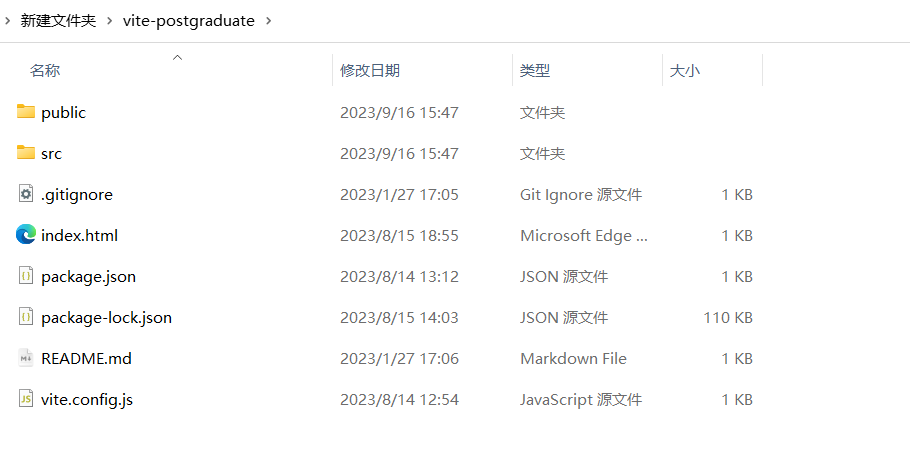 新建文件夹 vite-postgraduate
名称 修改日期 类型 大小
public 2023/9/16 15:47 文件夹
src 2023/9/16 15:47 文件夹
.gitignore 2023/1/27 17:05 Git Ignore 源文件 1 KB
index.html 2023/8/15 18:55 Microsoft Edge ... 1 KB
package.json 2023/8/14 13:12 JSON 源文件 1 KB
package-lock.json 2023/8/15 14:03 JSON 源文件 110 KB
README.md 2023/1/27 17:06 Markdown File 1 KB
vite.config.js 2023/8/14 12:54 JavaScript 源文件 1 KB